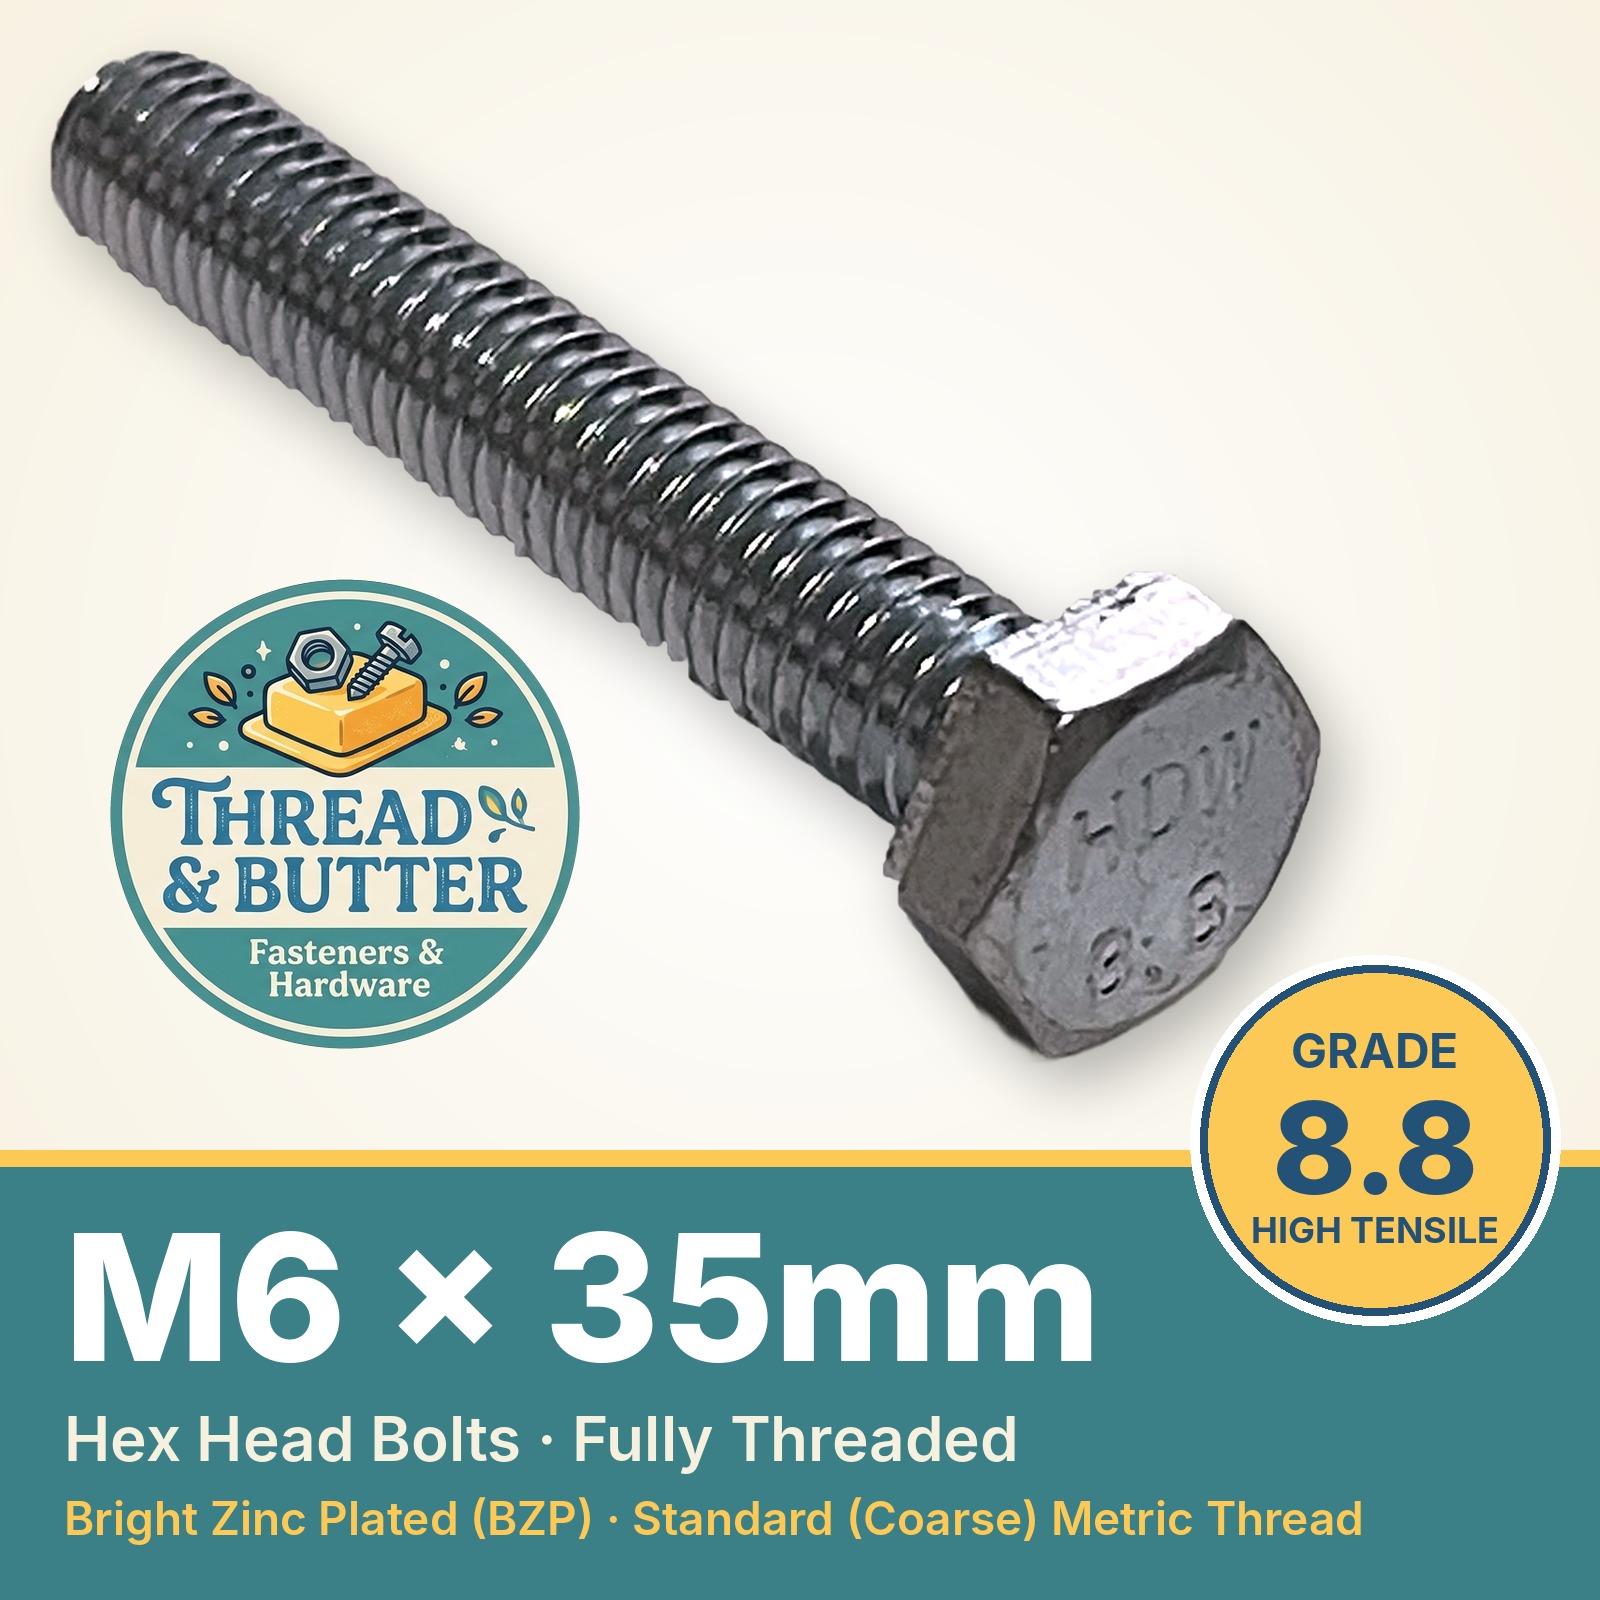 HDW
8.8
THREAD
& BUTTER
Fasteners &
Hardware
GRADE
8.8
HIGH TENSILE
M6 × 35mm
Hex Head Bolts · Fully Threaded
Bright Zinc Plated (BZP) · Standard (Coarse) Metric Thread